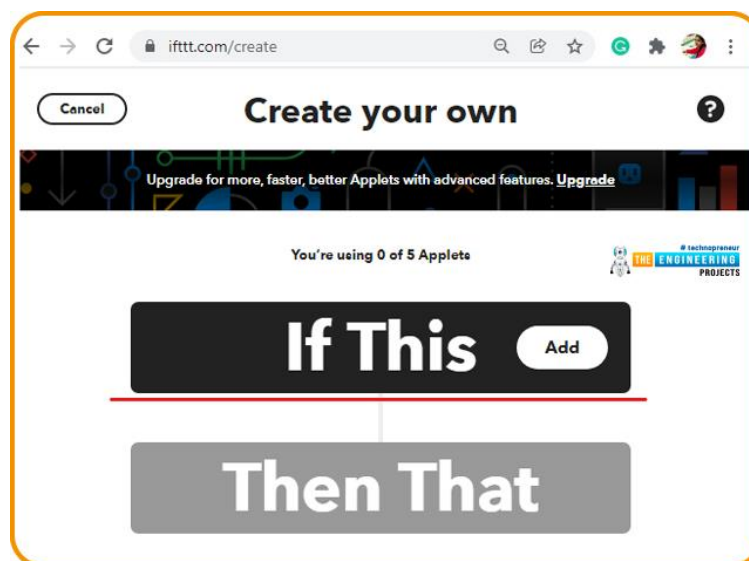 ifttt.com/create
Cancel
Create your own
?
Upgrade for more, faster, better Applets with advanced features. Upgrade
You're using 0 of 5 Applets
# technopreneur
THE ENGINEERING
PROJECTS
If This
Add
Then That